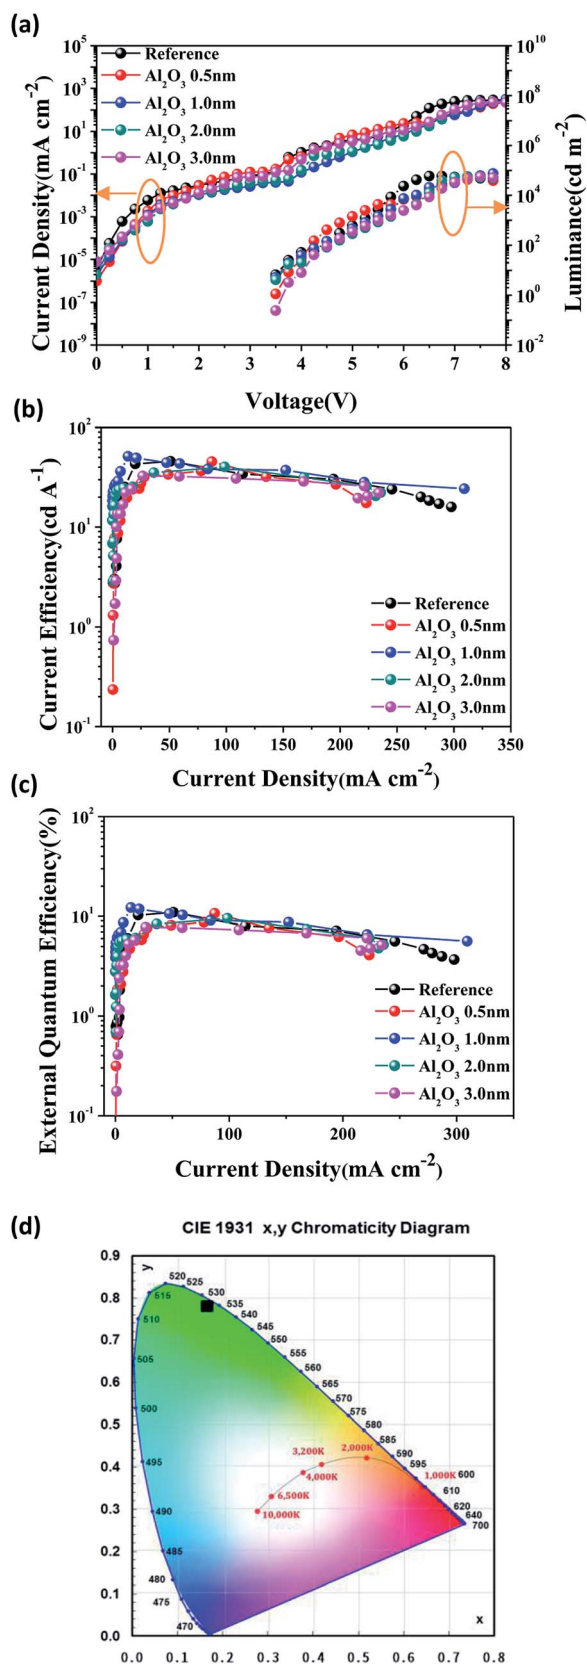 (a)
10^5
10^3
10^1
10^-1
10^-3
10^-5
10^-7
10^-9
Current Density(mA cm^-2)
Reference
Al2O3 0.5nm
Al2O3 1.0nm
Al2O3 2.0nm
Al2O3 3.0nm
10^10
10^8
10^6
10^4
10^2
10^0
10^-2
Luminance(cd m^-2)
0 1 2 3 4 5 6 7 8
Voltage(V)
(b)
10^2
10^1
10^0
10^-1
Current Efficiency(cd A^-1)
Reference
Al2O3 0.5nm
Al2O3 1.0nm
Al2O3 2.0nm
Al2O3 3.0nm
0 50 100 150 200 250 300 350
Current Density(mA cm^-2)
(c)
10^2
10^1
10^0
10^-1
External Quantum Efficiency(%)
Reference
Al2O3 0.5nm
Al2O3 1.0nm
Al2O3 2.0nm
Al2O3 3.0nm
0 100 200 300
Current Density(mA cm^-2)
(d)
CIE 1931 x,y Chromaticity Diagram
0.9
0.8
0.7
0.6
0.5
0.4
0.3
0.2
0.1
0.0
y
520
525
530
535
540
545
550
555
560
565
570
575
580
585
590
595
600
610
620
640
700
515
510
505
500
495
490
485
480
475
470
3,200K
2,000K
4,000K
1,000K
6,500K
10,000K
x
0.0 0.1 0.2 0.3 0.4 0.5 0.6 0.7 0.8